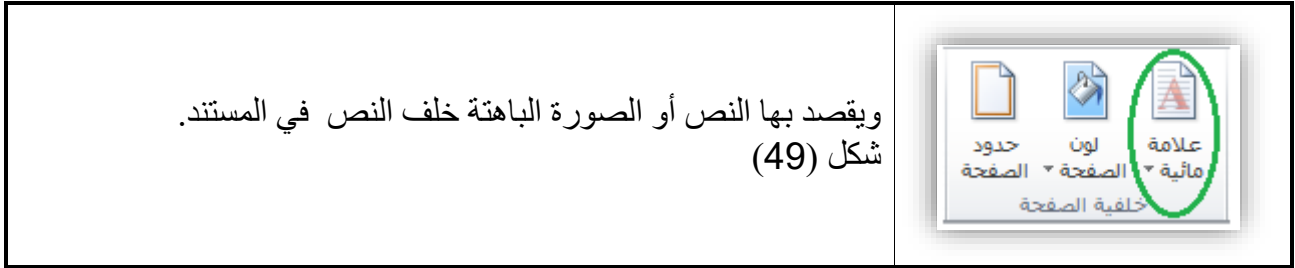 علامة مائية
لون الصفحة
حدود الصفحة
خلفية الصفحة
ويقصد بها النص أو الصورة الباهتة خلف النص في المستند.
شكل (49)